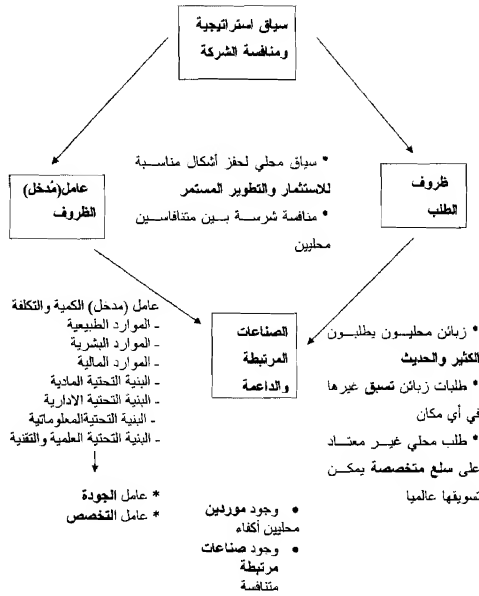 سياق استراتيجية
ومنافسة الشركة
ظروف
الطلب
• سياق محلي لحفز أشكال مناسبة
للاستثمار والتطوير المستمر
• منافسة شرسة بين متنافسين
محليين
عامل(مُدخل)
الظروف
عامل (مدخل) الكمية والتكلفة
- الموارد الطبيعية
- الموارد البشرية
- الموارد المالية
- البنية التحتية المادية
- البنية التحتية الادارية
- البنية التحتيةالمعلوماتية
- البنية التحتية العلمية والتقنية
* عامل الجودة
* عامل التخصص
الصناعات
المرتبطة
والداعمة
• زبائن محليون يطلبون
الكثير والحديث
• طلبات زبائن تسبق غيرها
في أي مكان
• طلب محلي غير معتاد
على سلع متخصصة يمكن
تسويقها عالميا
• وجود موردين
محليين أكفاء
• وجود صناعات
مرتبطة
متنافسة